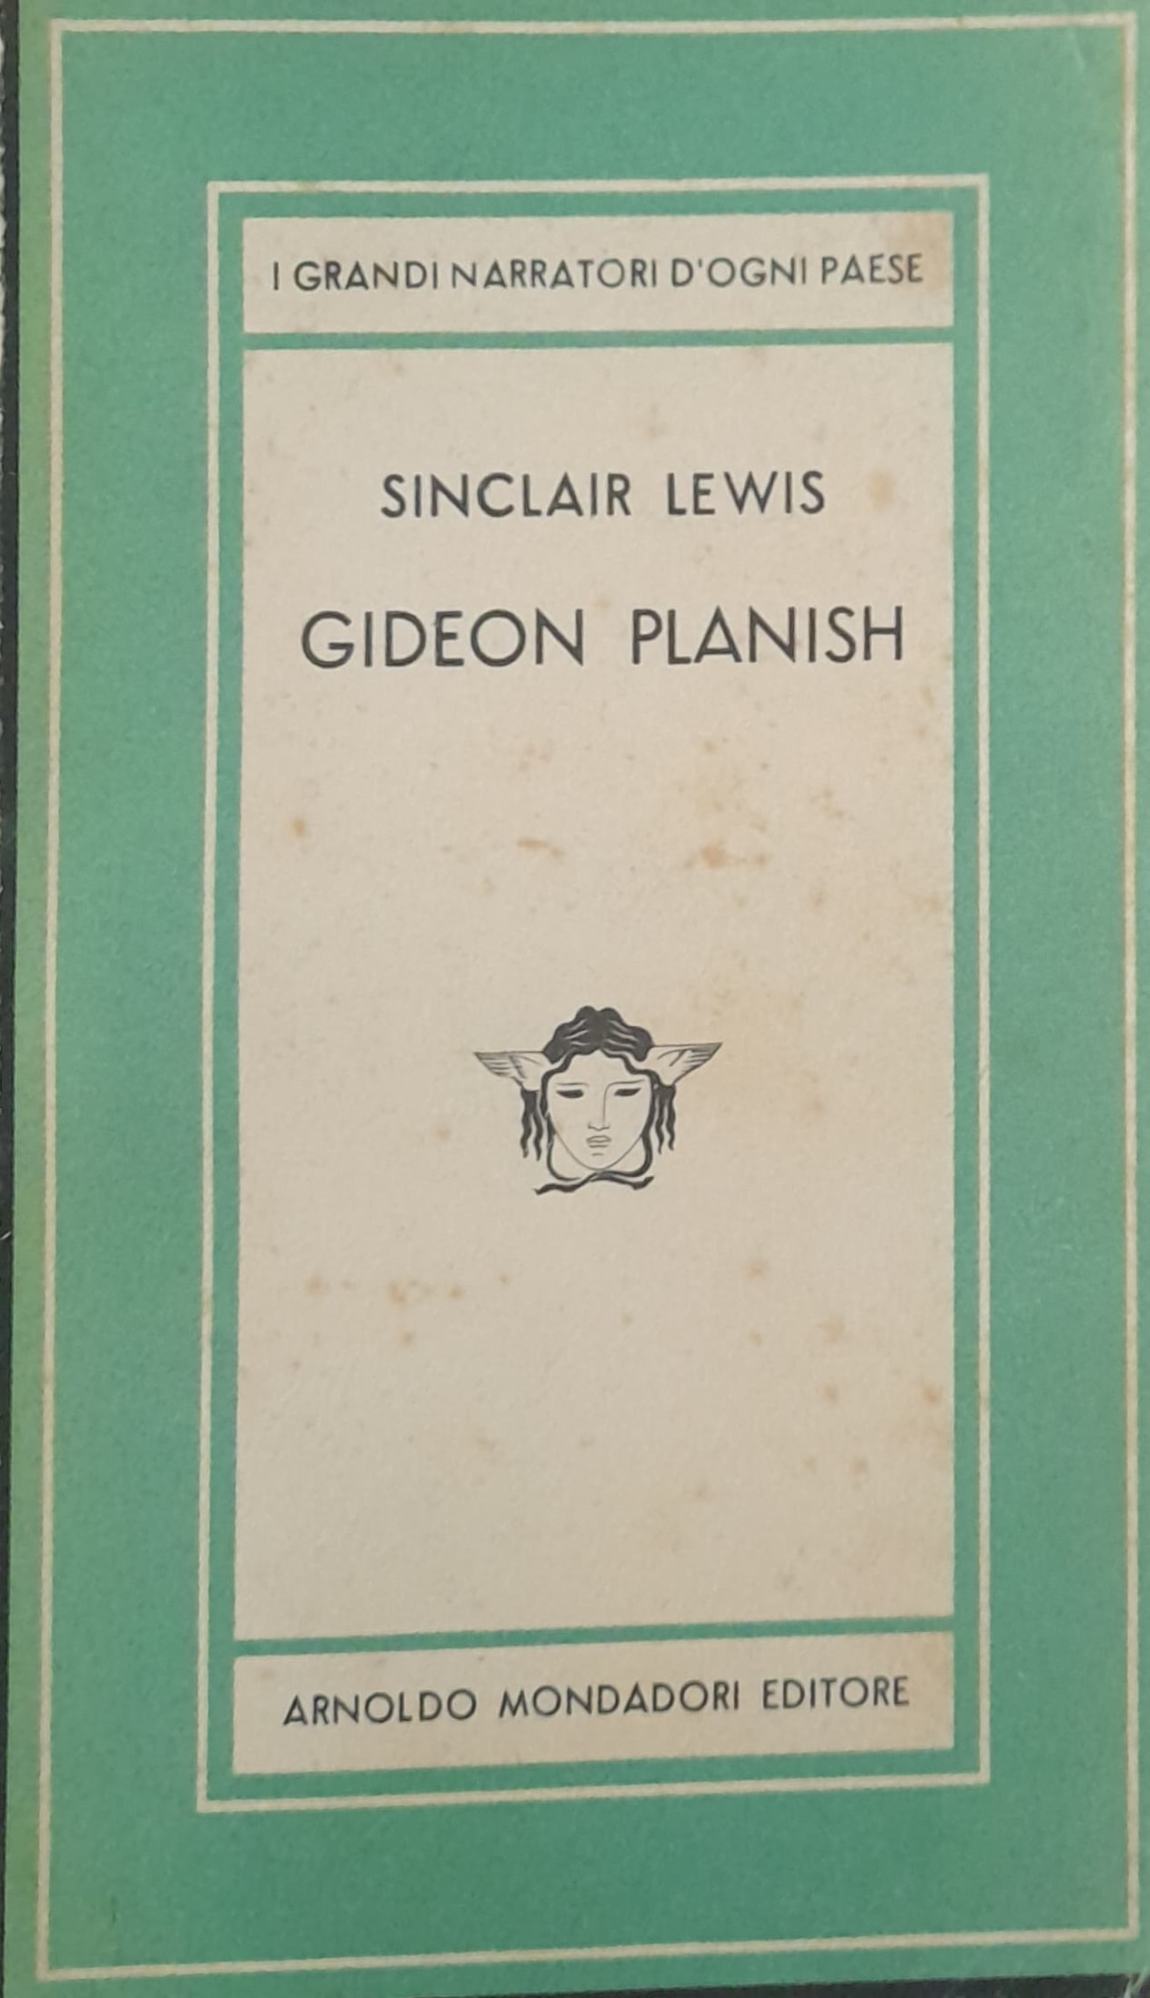 I GRANDI NARRATORI D'OGNI PAESE
SINCLAIR LEWIS
GIDEON PLANISH
ARNOLDO MONDADORI EDITORE